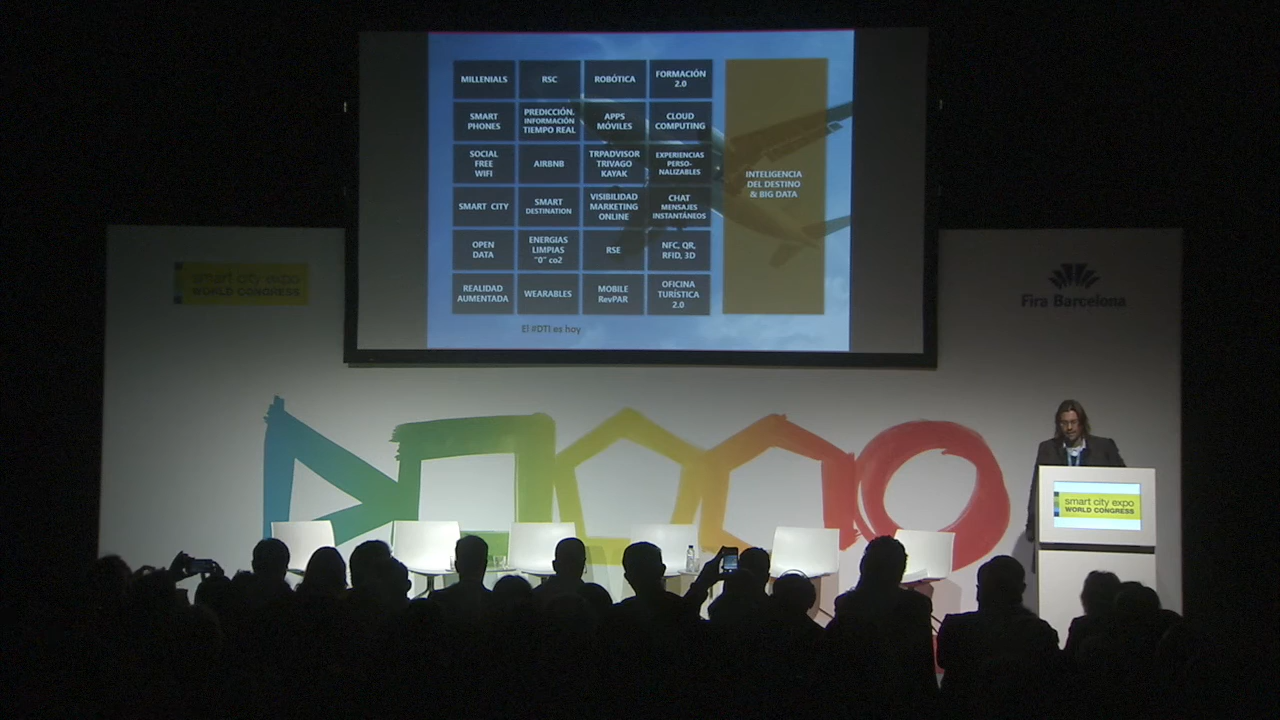 MILLENIALS
RSC
ROBÓTICA
FORMACIÓN
2.0
SMART
PHONES
PREDICCIÓN.
INFORMACIÓN
TIEMPO REAL
APPS
MÓVILES
CLOUD
COMPUTING
SOCIAL
FREE
WIFI
AIRBNB
TRPADVISOR
TRIVAGO
KAYAK
EXPERIENCIAS
PERSO-
NALIZABLES
SMART CITY
SMART
DESTINATION
VISIBILIDAD
MARKETING
ONLINE
CHAT
MENSAJES
INSTANTÁNEOS
OPEN
DATA
ENERGIAS
LIMPIAS
"0" co2
RSE
NFC, QR,
RFID, 3D
REALIDAD
AUMENTADA
WEARABLES
MOBILE
RevPAR
OFICINA
TURÍSTICA
2.0
INTELIGENCIA
DEL DESTINO
& BIG DATA
El #DTI es hoy
smart city expo
WORLD CONGRESS
Fira Barcelona
smart city expo
WORLD CONGRESS